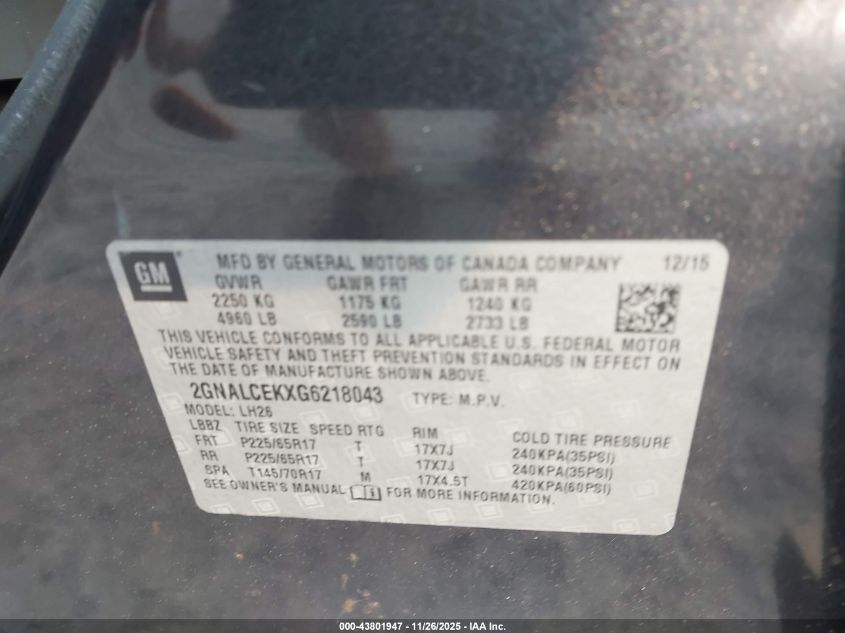 GM
MFD BY GENERAL MOTORS OF CANADA COMPANY 12/15
GVWR GAWR FRT GAWR RR
2250 KG 1175 KG 1240 KG
4960 LB 2590 LB 2733 LB
THIS VEHICLE CONFORMS TO ALL APPLICABLE U.S. FEDERAL MOTOR
VEHICLE SAFETY AND THEFT PREVENTION STANDARDS IN EFFECT ON
THE DATE OF MANUFACTURE SHOWN ABOVE.
2GNALCEKXG6218043 TYPE: M.P.V.
MODEL: LH26
LBBZ TIRE SIZE SPEED RTG RIM COLD TIRE PRESSURE
FRT P225/65R17 T 17X7J 240KPA(35PSI)
RR P225/65R17 T 17X7J 240KPA(35PSI)
SPA T145/70R17 M 17X4.5T 420KPA(60PSI)
SEE OWNER'S MANUAL FOR MORE INFORMATION.
000-43801947 - 11/26/2025 - IAA Inc.